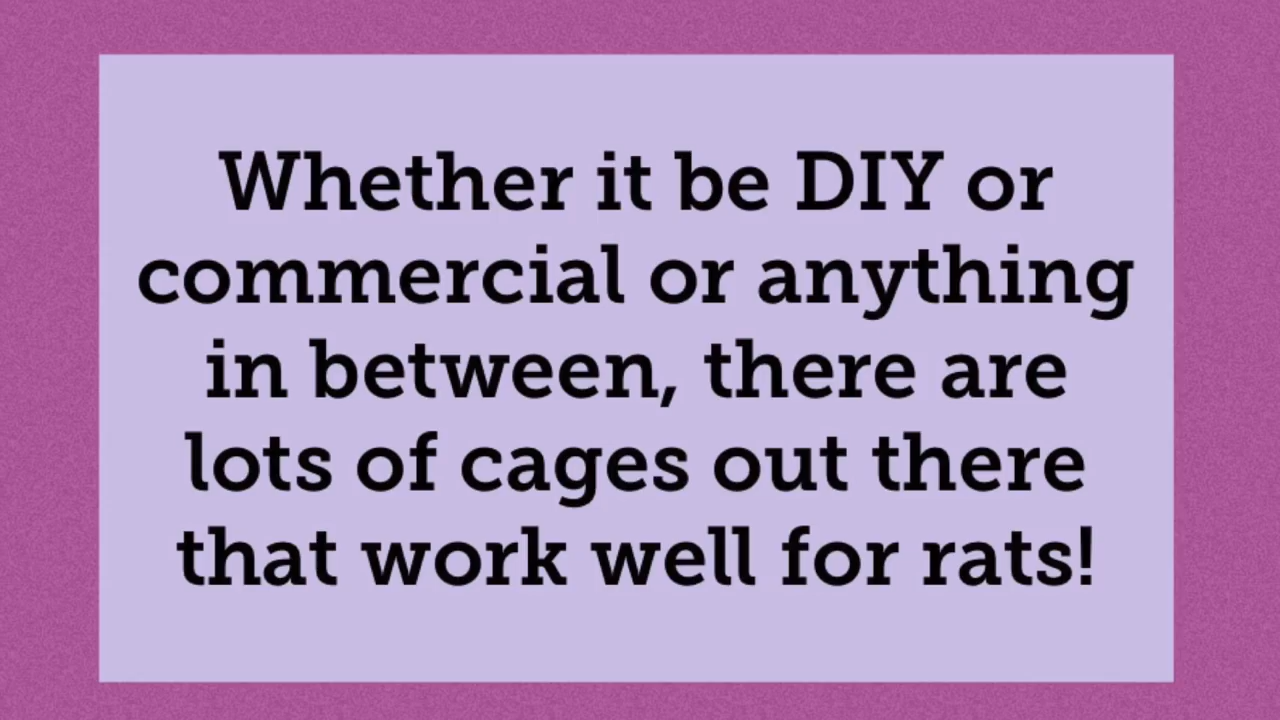 Whether it be DIY or
commercial or anything
in between, there are
lots of cages out there
that work well for rats!